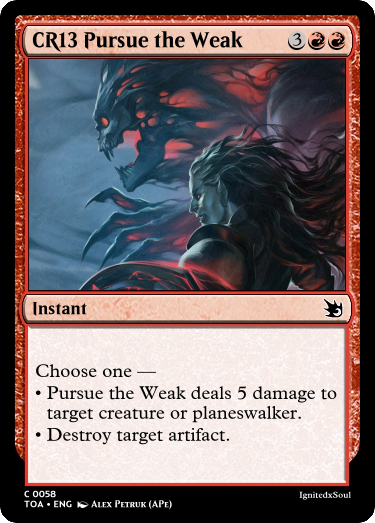 CR13 Pursue the Weak 3
Instant
Choose one —
• Pursue the Weak deals 5 damage to
target creature or planeswalker.
• Destroy target artifact.
C 0058
TOA • ENG Alex Petruk (APe)
IgnitedxSoul